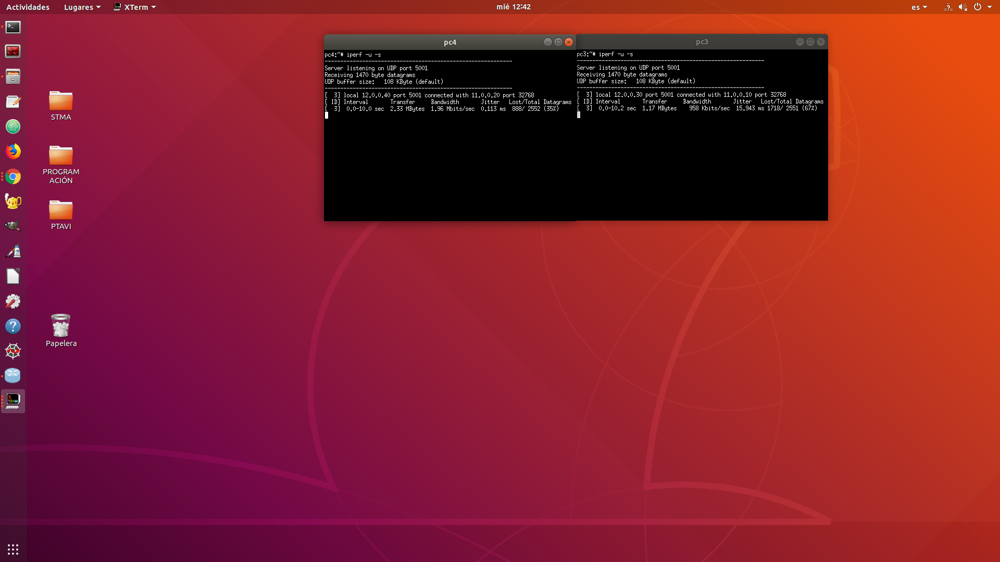 Actividades Lugares XTerm mié 12:42 es
pc4
pc4:~# iperf -u -s
------------------------------------------------------------
Server listening on UDP port 5001
Receiving 1470 byte datagrams
UDP buffer size:   108 KByte (default)
------------------------------------------------------------
[  3] local 12.0.0.40 port 5001 connected with 11.0.0.20 port 32768
[ ID] Interval       Transfer     Bandwidth       Jitter   Lost/Total Datagrams
[  3]  0.0-10.0 sec  2.33 MBytes  1.96 Mbits/sec  0.113 ms  888/ 2552 (35%)
pc3
pc3:~# iperf -u -s
------------------------------------------------------------
Server listening on UDP port 5001
Receiving 1470 byte datagrams
UDP buffer size:   108 KByte (default)
------------------------------------------------------------
[  3] local 12.0.0.30 port 5001 connected with 11.0.0.10 port 32768
[ ID] Interval       Transfer     Bandwidth       Jitter   Lost/Total Datagrams
[  3]  0.0-10.2 sec  1.17 MBytes    958 Kbits/sec  15.943 ms 1718/ 2551 (67%)
STMA
PROGRAM
ACIÓN
PTAVI
Papelera
X
TERM